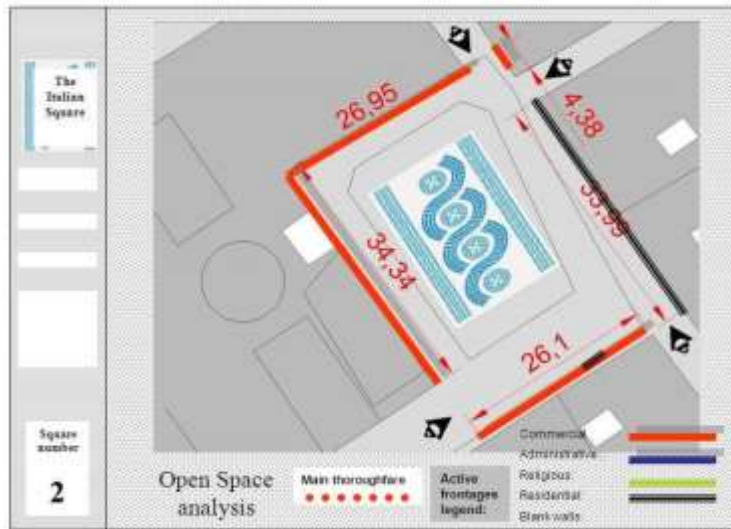 The
Italian
Square
26,95
4,38
33,95
34,34
26,1
Square
number
2
Open Space
analysis
Main thoroughfare
Active
frontages
legend:
Commercial
Administrative
Religious
Residential
Blank walls